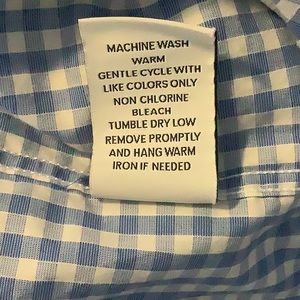 MACHINE WASH
WARM
GENTLE CYCLE WITH
LIKE COLORS ONLY
NON CHLORINE
BLEACH
TUMBLE DRY LOW
REMOVE PROMPTLY
AND HANG WARM
IRON IF NEEDED